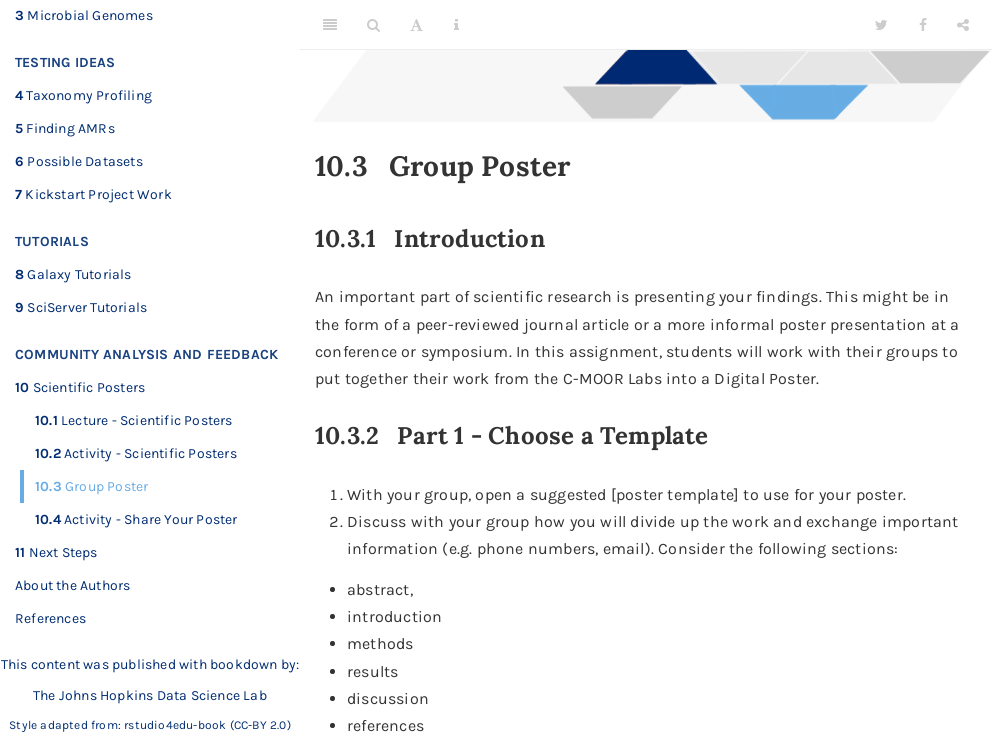 3 Microbial Genomes
TESTING IDEAS
4 Taxonomy Profiling
5 Finding AMRs
6 Possible Datasets
7 Kickstart Project Work
TUTORIALS
8 Galaxy Tutorials
9 SciServer Tutorials
COMMUNITY ANALYSIS AND FEEDBACK
10 Scientific Posters
10.1 Lecture - Scientific Posters
10.2 Activity - Scientific Posters
10.3 Group Poster
10.4 Activity - Share Your Poster
11 Next Steps
About the Authors
References
This content was published with bookdown by:
The Johns Hopkins Data Science Lab
Style adapted from: rstudio4edu-book (CC-BY 2.0)
10.3 Group Poster
10.3.1 Introduction
An important part of scientific research is presenting your findings. This might be in
the form of a peer-reviewed journal article or a more informal poster presentation at a
conference or symposium. In this assignment, students will work with their groups to
put together their work from the C-MOOR Labs into a Digital Poster.
10.3.2 Part 1 - Choose a Template
1. With your group, open a suggested [poster template] to use for your poster.
2. Discuss with your group how you will divide up the work and exchange important
information (e.g. phone numbers, email). Consider the following sections:
• abstract,
• introduction
• methods
• results
• discussion
• references